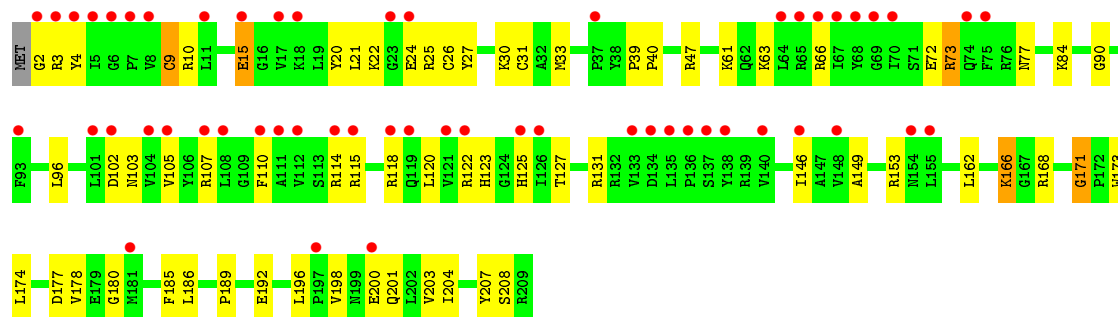 MET G2 R3 Y4 I5 G6 P7 V8 C9 R10 L11 E15 G16 V17 K18 L19 Y20 L21 K22 G23 E24 R25 C26 Y27 K30 C31 A32 M33 P37 Y38 P39 P40 R47 K61 Q62 K63 L64 R65 R66 I67 Y68 G69 I70 S71 E72 R73 Q74 F75 R76 N77 K84 G90
F93 L96 L101 D102 N103 V104 V105 Y106 R107 L108 G109 F110 A111 A112 S113 R114 R115 R118 Q119 L120 V121 R122 H123 G124 H125 I126 T127 R131 R132 V133 D134 L135 P136 S137 Y138 R139 V140 I146 A147 V148 A149 R153 N154 L155 L162 K166 G167 R168 G171 P172 W173
L174 D177 V178 E179 G180 M181 F185 L186 P189 E192 L196 P197 V198 N199 E200 Q201 L202 V203 I204 Y207 S208 R209